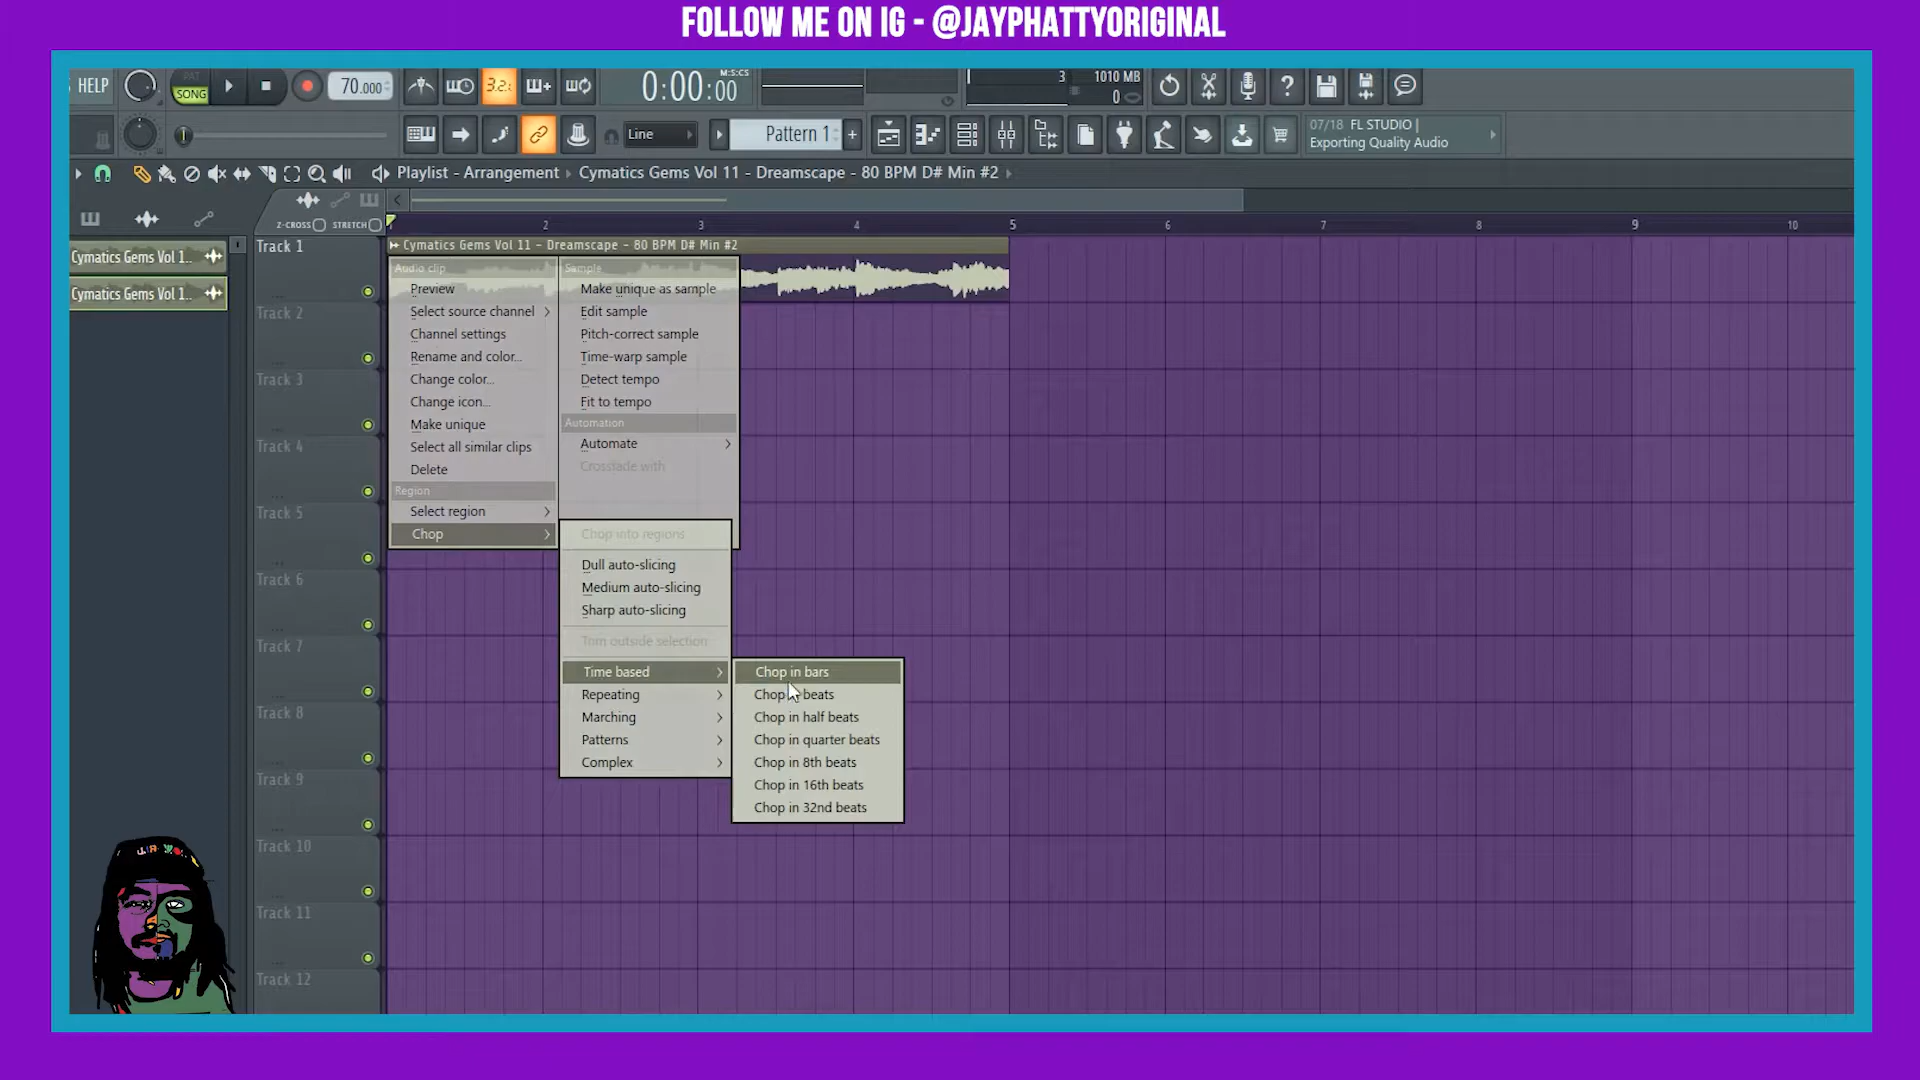 FOLLOW ME ON IG - @JAYPHATTYORIGINAL
HELP
PAT
SONG
70.000
3.2.:
0:00:00
M:S:CS
3
1010 MB
0
Line
Pattern 1
07/18 FL STUDIO |
Exporting Quality Audio
Playlist - Arrangement
Cymatics Gems Vol 11 - Dreamscape - 80 BPM D# Min #2
Z-CROSS
STRETCH
2
3
4
5
6
7
8
9
10
Cymatics Gems Vol 1..
Cymatics Gems Vol 1..
Track 1
Cymatics Gems Vol 11 - Dreamscape - 80 BPM D# Min #2
Audio clip
Preview
Select source channel
Channel settings
Rename and color...
Change color...
Change icon...
Make unique
Select all similar clips
Delete
Region
Select region
Chop
Sample
Make unique as sample
Edit sample
Pitch-correct sample
Time-warp sample
Detect tempo
Fit to tempo
Automation
Automate
Crossfade with
Chop into regions
Dull auto-slicing
Medium auto-slicing
Sharp auto-slicing
Trim outside selection
Time based
Repeating
Marching
Patterns
Complex
Chop in bars
Chop beats
Chop in half beats
Chop in quarter beats
Chop in 8th beats
Chop in 16th beats
Chop in 32nd beats
Track 2
Track 3
Track 4
Track 5
Track 6
Track 7
Track 8
Track 9
Track 10
Track 11
Track 12